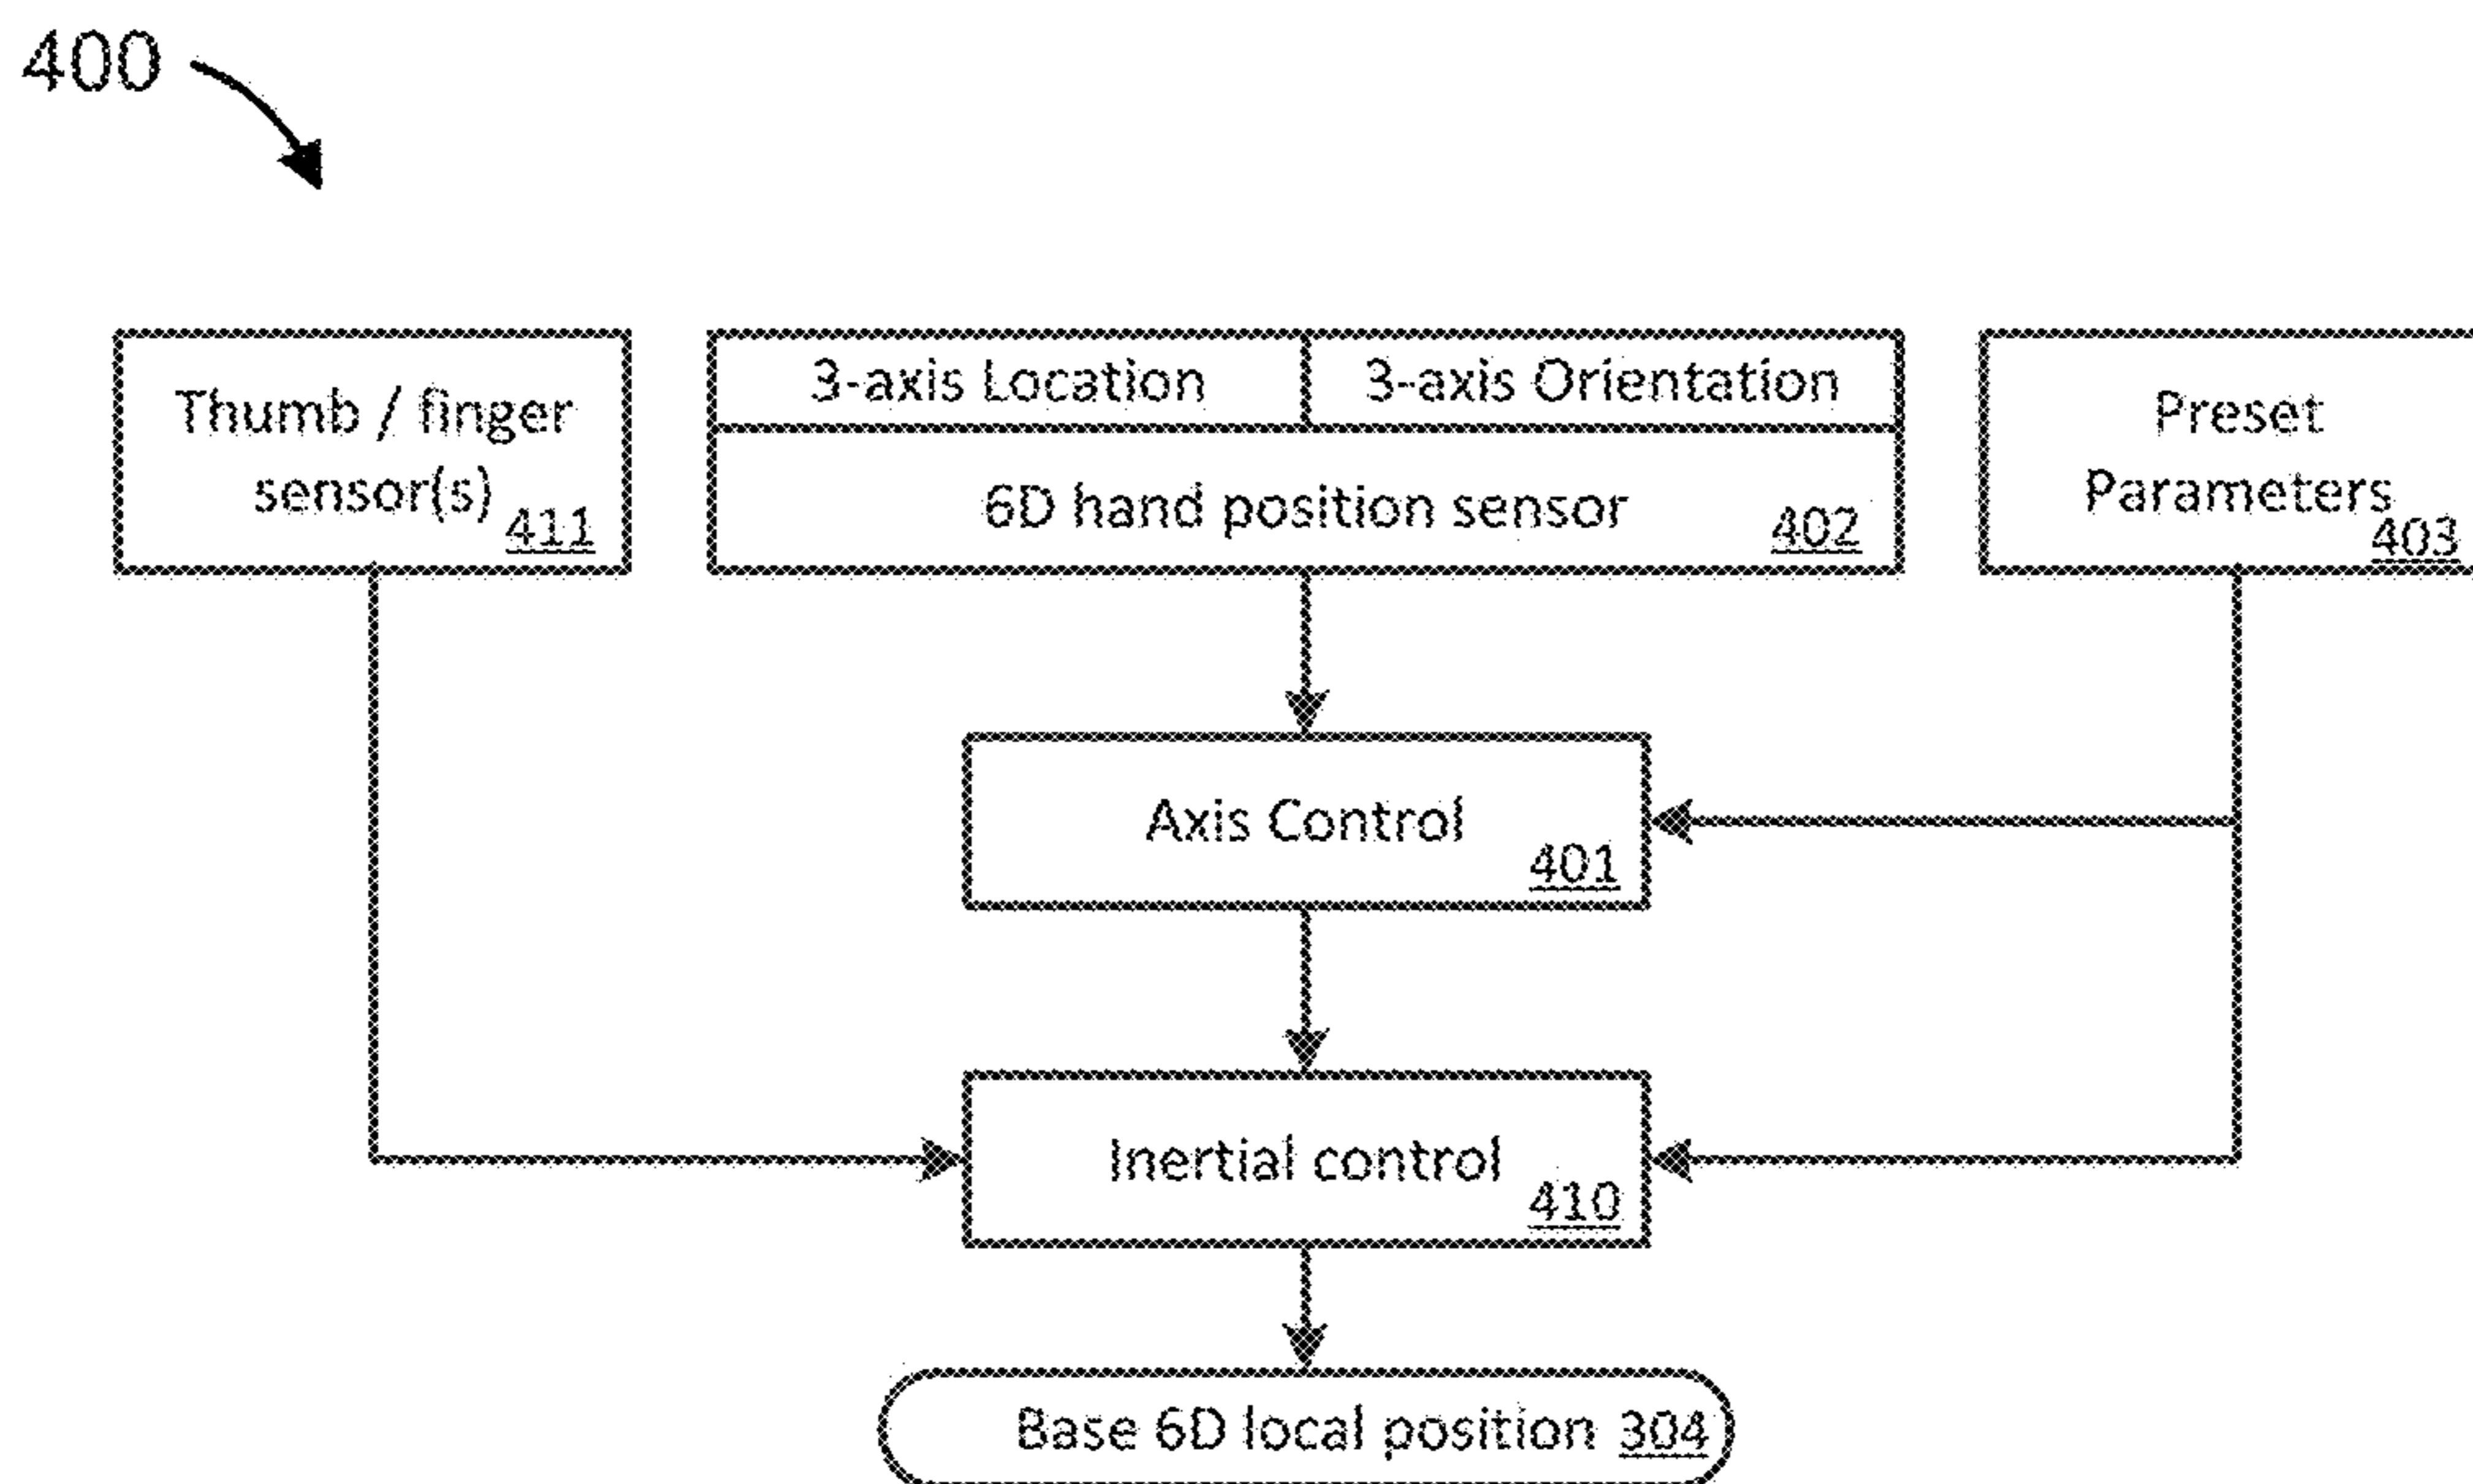 400
Thumb / finger
sensor(s)
411
3-axis Location
3-axis Orientation
6D hand position sensor
402
Preset
Parameters
403
Axis Control
401
Inertial control
410
Base 6D local position 304